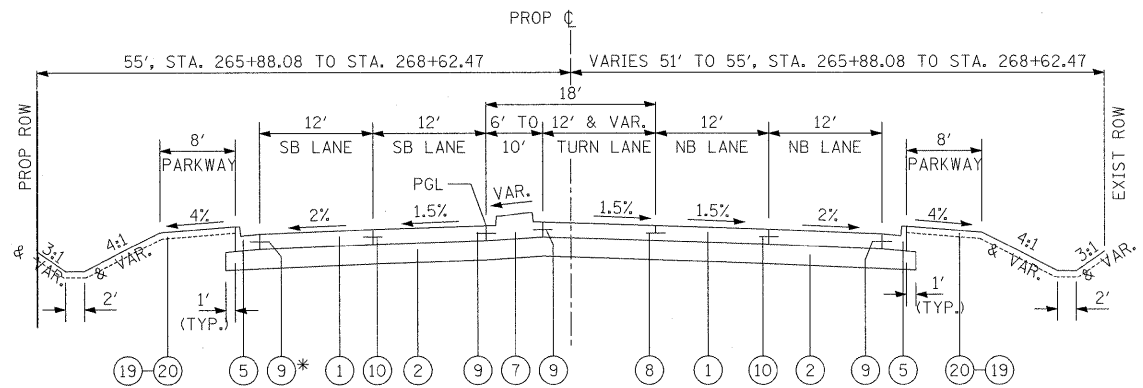 PROP ℄
55', STA. 265+88.08 TO STA. 268+62.47
VARIES 51' TO 55', STA. 265+88.08 TO STA. 268+62.47
18'
8'
PARKWAY
12'
SB LANE
12'
SB LANE
6' TO
10'
12' & VAR.
TURN LANE
12'
NB LANE
12'
NB LANE
8'
PARKWAY
PROP ROW
EXIST ROW
PGL
VAR.
4%
2%
1.5%
1.5%
1.5%
2%
4%
3:1
& VAR.
4:1
& VAR.
4:1
& VAR.
3:1
& VAR.
2'
1'
(TYP.)
1'
(TYP.)
2'
19 20 5 9* 1 10 2 9 7 9 8 1 10 2 9 5 20 19